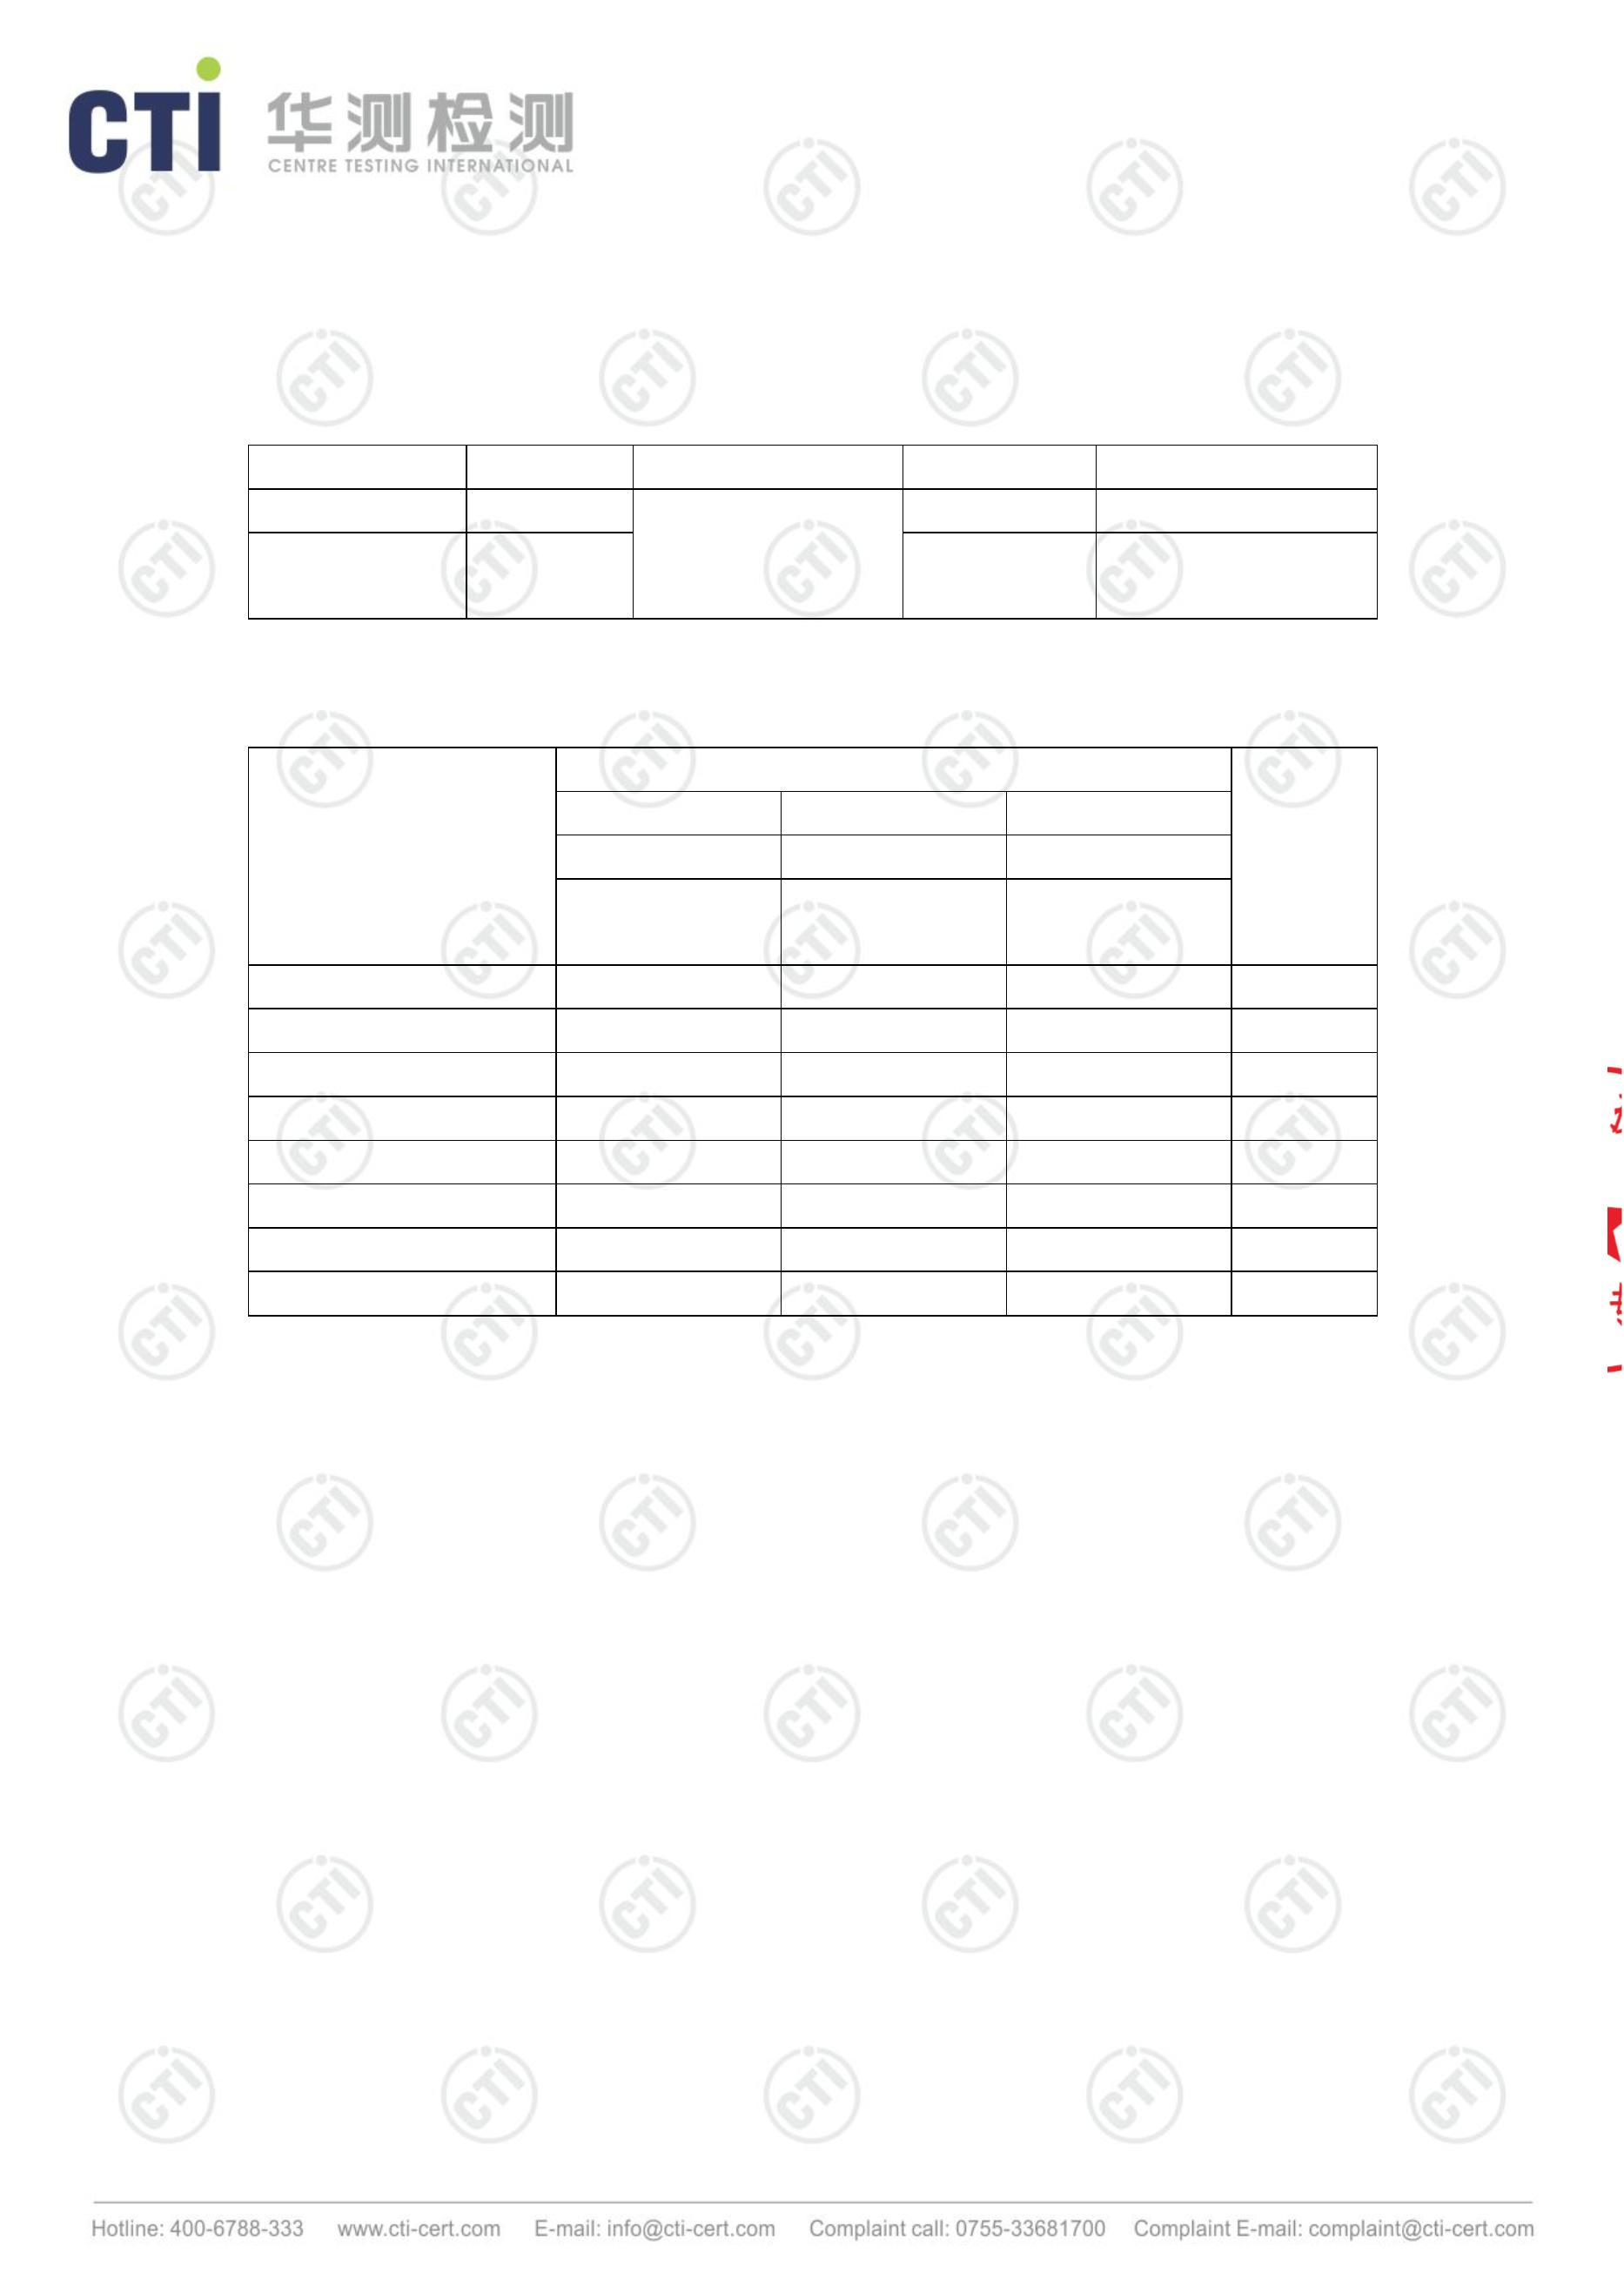 CTI 华测检测
CENTRE TESTING INTERNATIONAL
Hotline: 400-6788-333 www.cti-cert.com E-mail: info@cti-cert.com Complaint call: 0755-33681700 Complaint E-mail: complaint@cti-cert.com